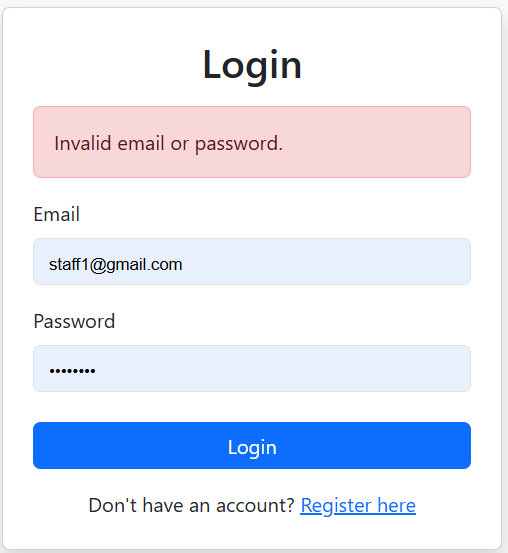 Login
Invalid email or password.
Email
staff1@gmail.com
Password
••••••••
Login
Don't have an account? Register here